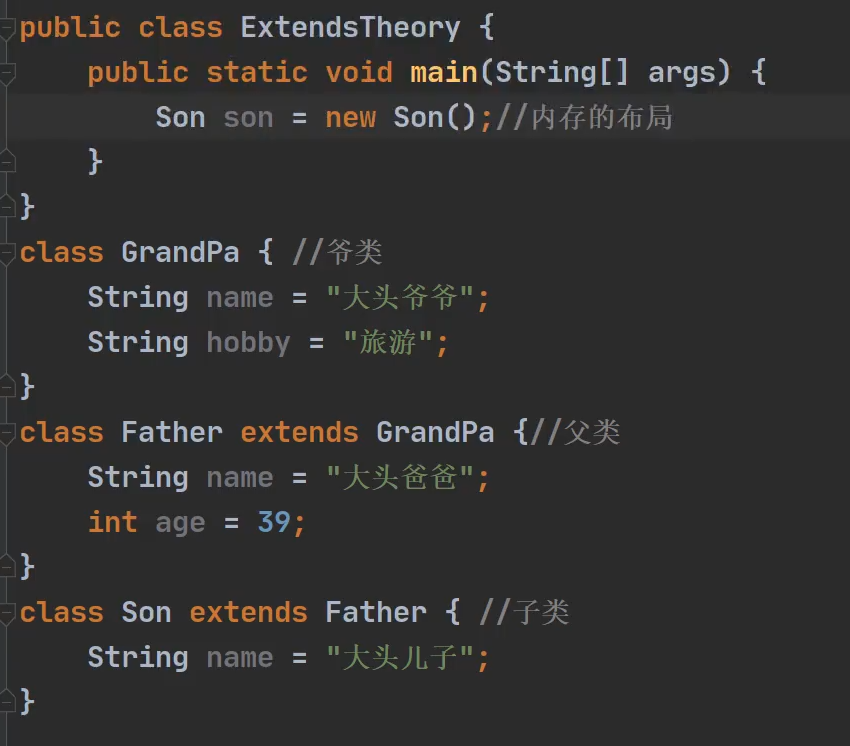 public class ExtendsTheory {
    public static void main(String[] args) {
        Son son = new Son();//内存的布局
    }
}
class GrandPa { //爷类
    String name = "大头爷爷";
    String hobby = "旅游";
}
class Father extends GrandPa {//父类
    String name = "大头爸爸";
    int age = 39;
}
class Son extends Father { //子类
    String name = "大头儿子";
}